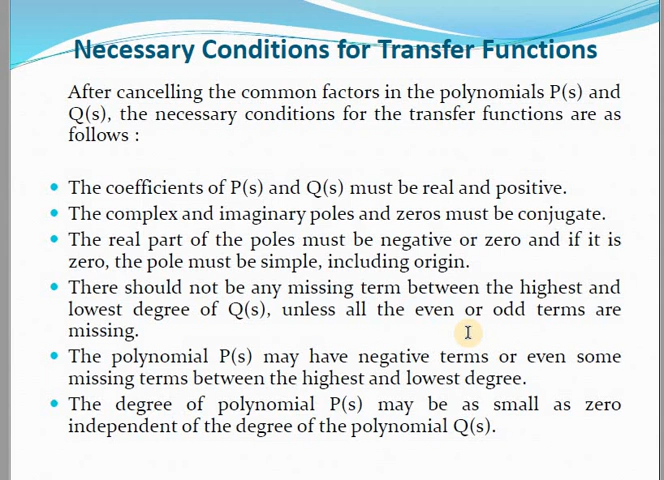 Necessary Conditions for Transfer Functions
After cancelling the common factors in the polynomials P(s) and
Q(s), the necessary conditions for the transfer functions are as
follows :
• The coefficients of P(s) and Q(s) must be real and positive.
• The complex and imaginary poles and zeros must be conjugate.
• The real part of the poles must be negative or zero and if it is
zero, the pole must be simple, including origin.
• There should not be any missing term between the highest and
lowest degree of Q(s), unless all the even or odd terms are
missing.
• The polynomial P(s) may have negative terms or even some
missing terms between the highest and lowest degree.
• The degree of polynomial P(s) may be as small as zero
independent of the degree of the polynomial Q(s).